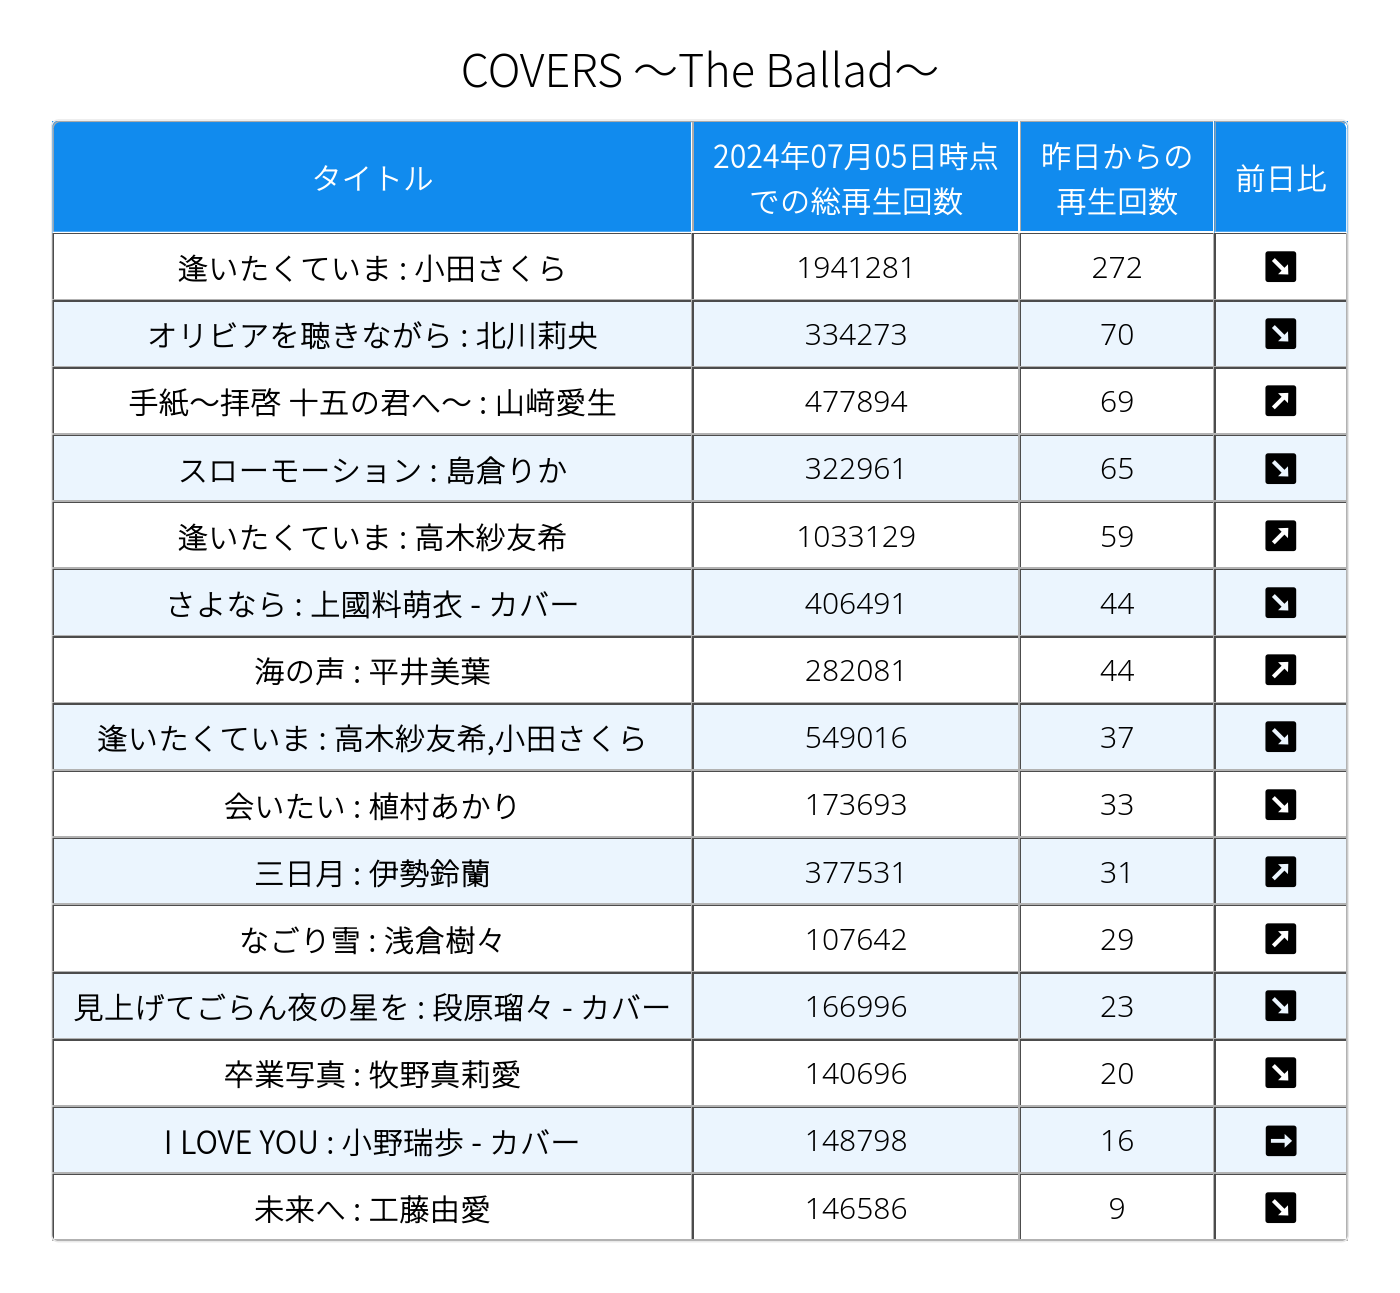 COVERS ～The Ballad～
タイトル 2024年07月05日時点での総再生回数 昨日からの再生回数 前日比
逢いたくていま : 小田さくら 1941281 272 ↘
オリビアを聴きながら : 北川莉央 334273 70 ↘
手紙～拝啓 十五の君へ～ : 山﨑愛生 477894 69 ↗
スローモーション : 島倉りか 322961 65 ↘
逢いたくていま : 高木紗友希 1033129 59 ↗
さよなら : 上國料萌衣 - カバー 406491 44 ↘
海の声 : 平井美葉 282081 44 ↗
逢いたくていま : 高木紗友希,小田さくら 549016 37 ↘
会いたい : 植村あかり 173693 33 ↘
三日月 : 伊勢鈴蘭 377531 31 ↗
なごり雪 : 浅倉樹々 107642 29 ↗
見上げてごらん夜の星を : 段原瑠々 - カバー 166996 23 ↘
卒業写真 : 牧野真莉愛 140696 20 ↘
I LOVE YOU : 小野瑞歩 - カバー 148798 16 →
未来へ : 工藤由愛 146586 9 ↘